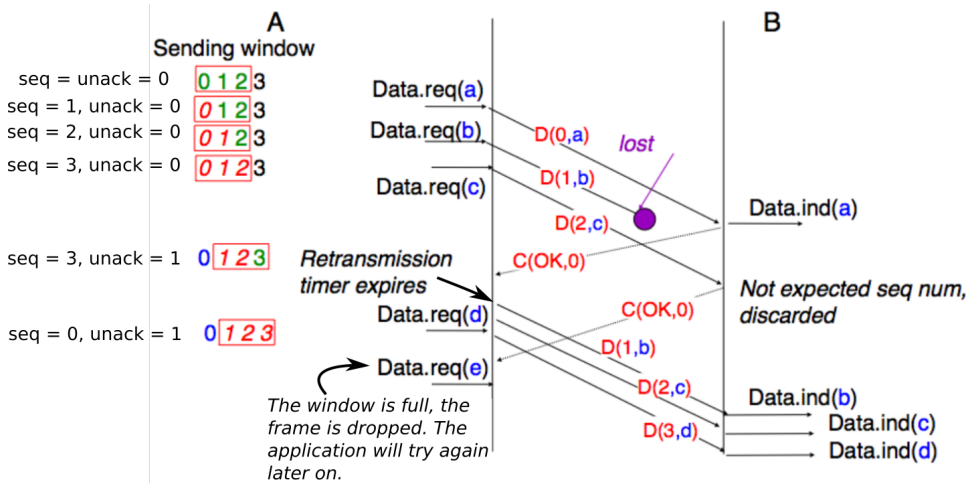 A
B
Sending window
seq = unack = 0
0 1 2 3
seq = 1, unack = 0
0 1 2 3
seq = 2, unack = 0
0 1 2 3
seq = 3, unack = 0
0 1 2 3
Data.req(a)
Data.req(b)
Data.req(c)
D(0,a)
lost
D(1,b)
D(2,c)
Data.ind(a)
seq = 3, unack = 1
0 1 2 3
Retransmission
timer expires
C(OK,0)
Not expected seq num,
discarded
C(OK,0)
seq = 0, unack = 1
0 1 2 3
Data.req(d)
D(1,b)
Data.req(e)
D(2,c)
Data.ind(b)
The window is full, the
frame is dropped. The
application will try again
later on.
D(3,d)
Data.ind(c)
Data.ind(d)